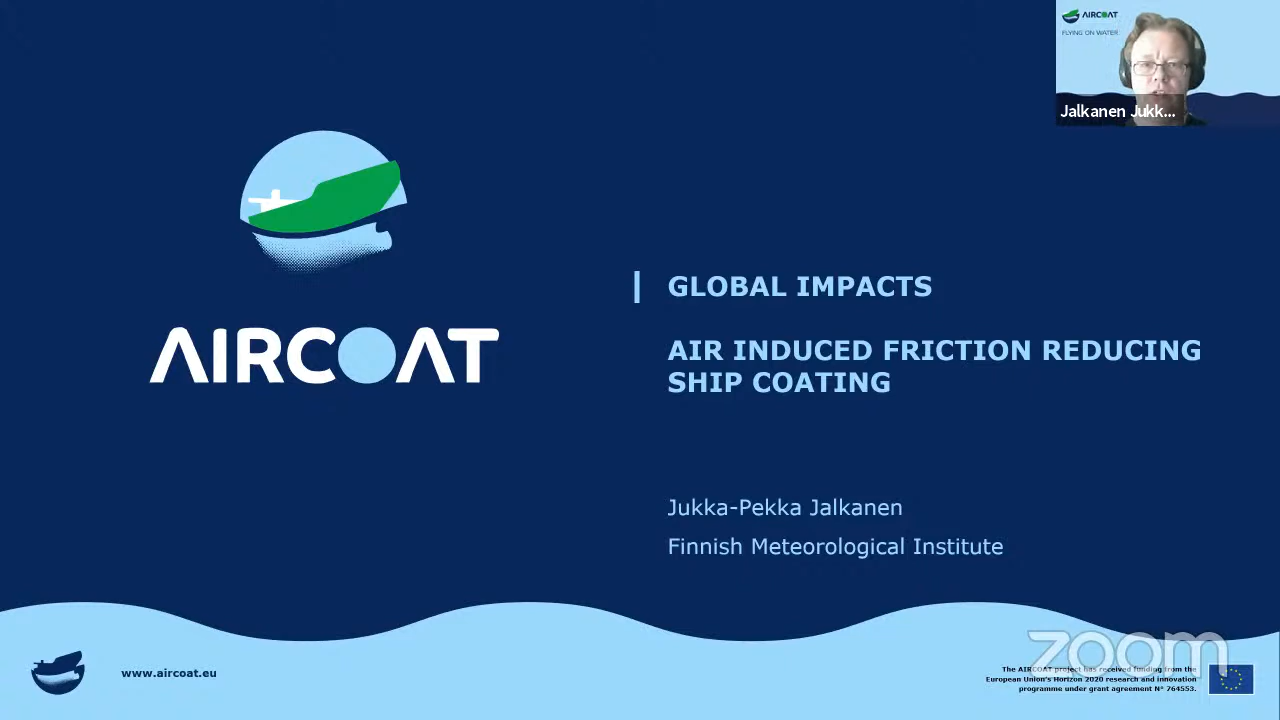 AIRCOAT
FLYING ON WATER
Jalkanen Jukk...
AIRCOAT
GLOBAL IMPACTS
AIR INDUCED FRICTION REDUCING
SHIP COATING
Jukka-Pekka Jalkanen
Finnish Meteorological Institute
www.aircoat.eu
zoom
The AIRCOAT project has received funding from the
European Union's Horizon 2020 research and innovation
programme under grant agreement N° 764553.